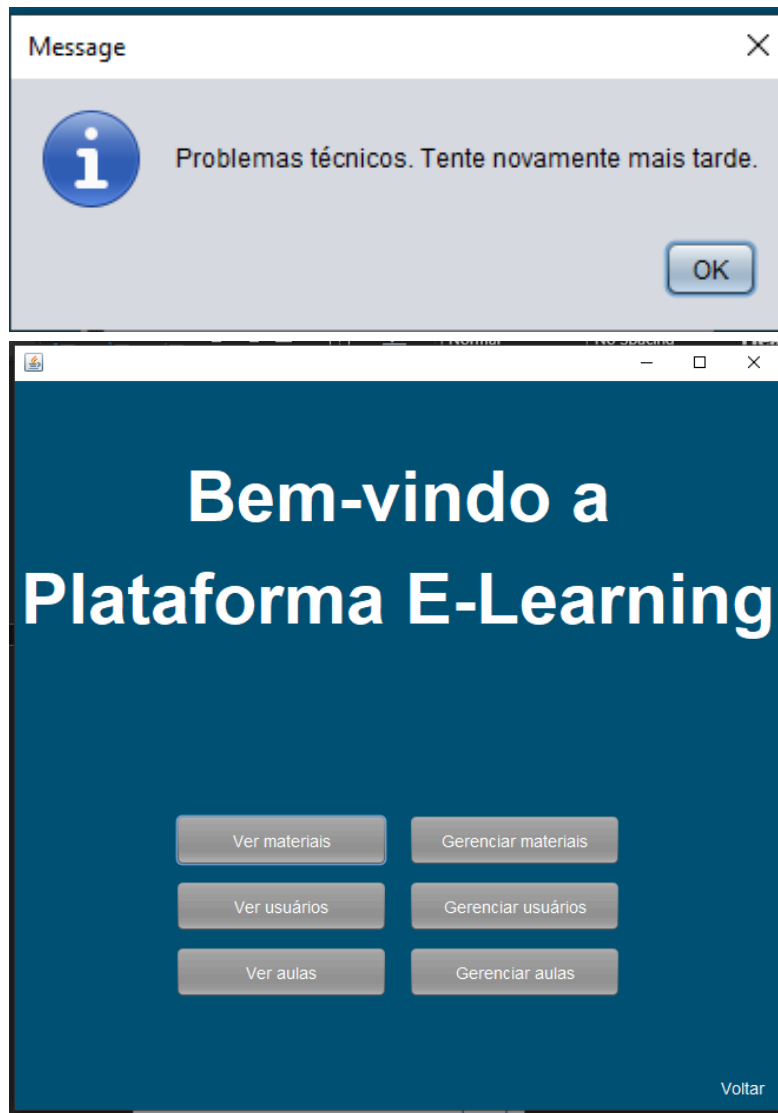 Message
Problemas técnicos. Tente novamente mais tarde.
OK
Bem-vindo a
Plataforma E-Learning
Ver materiais
Gerenciar materiais
Ver usuários
Gerenciar usuários
Ver aulas
Gerenciar aulas
Voltar